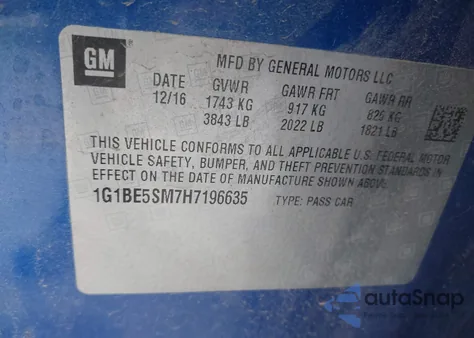 GM
MFD BY GENERAL MOTORS LLC
DATE GVWR GAWR FRT GAWR RR
12/16 1743 KG 917 KG 826 KG
3843 LB 2022 LB 1821 LB
THIS VEHICLE CONFORMS TO ALL APPLICABLE U.S. FEDERAL MOTOR
VEHICLE SAFETY, BUMPER, AND THEFT PREVENTION STANDARDS IN
EFFECT ON THE DATE OF MANUFACTURE SHOWN ABOVE.
1G1BE5SM7H7196635 TYPE: PASS CAR
autoSnap